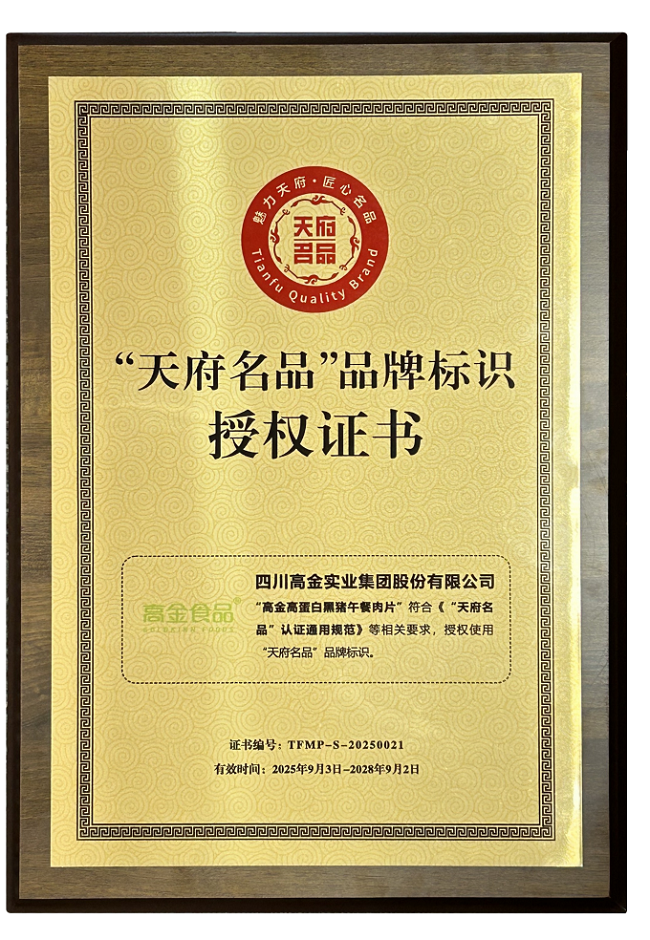 魅力天府·匠心名品
天府
名品
Tianfu Quality Brand
“天府名品”品牌标识
授权证书
高金食品®
四川高金实业集团股份有限公司
“高金高蛋白黑猪午餐肉片”符合《“天府名
品”认证通用规范》等相关要求，授权使用
“天府名品”品牌标识。
证书编号：TFMP-S-20250021
有效时间：2025年9月3日-2028年9月2日